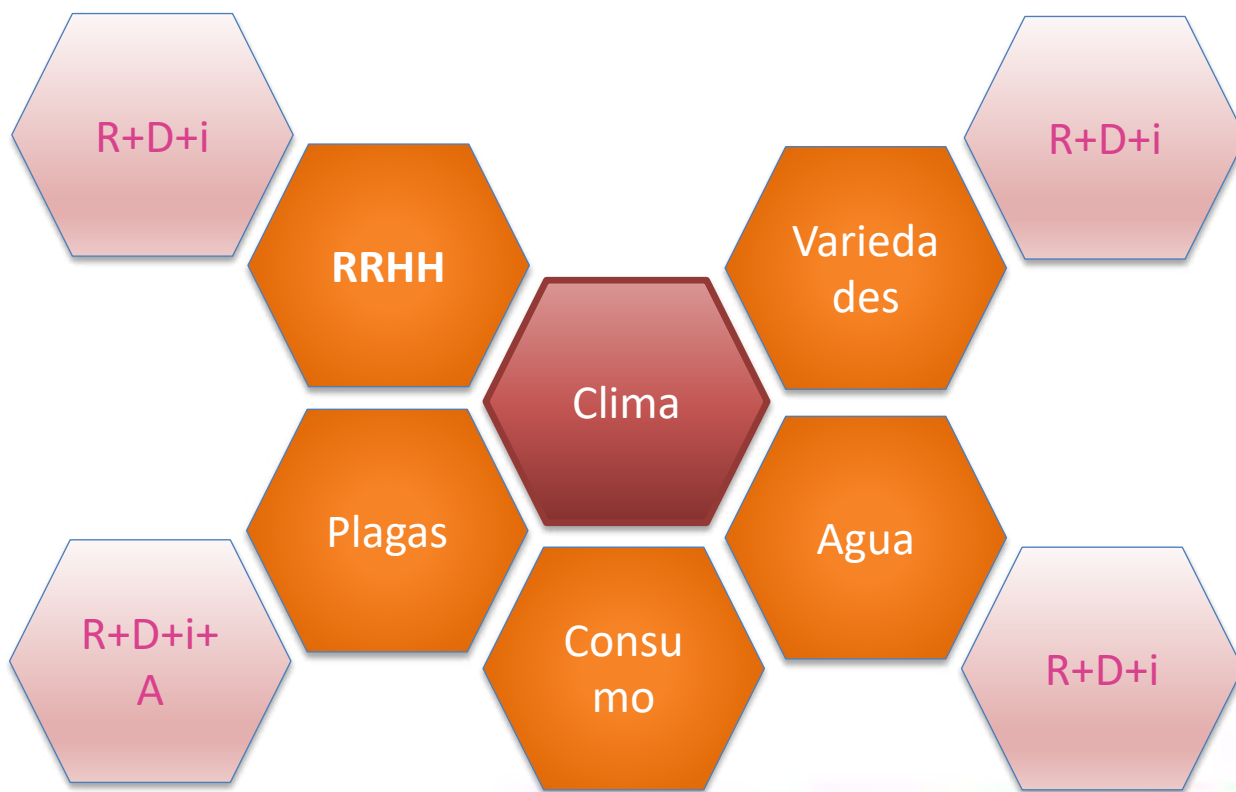 R+D+i
R+D+i
RRHH
Varieda
des
Clima
Plagas
Agua
R+D+i+
A
Consu
mo
R+D+i